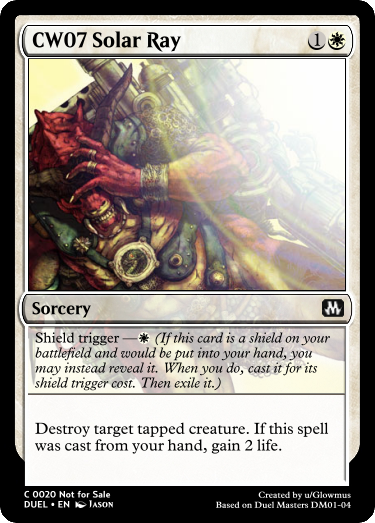 CW07 Solar Ray
1
Sorcery
Shield trigger — (If this card is a shield on your
battlefield and would be put into your hand, you
may instead reveal it. When you do, cast it for its
shield trigger cost. Then exile it.)
Destroy target tapped creature. If this spell
was cast from your hand, gain 2 life.
C 0020 Not for Sale
DUEL • EN JASON
Created by u/Glowmus
Based on Duel Masters DM01-04